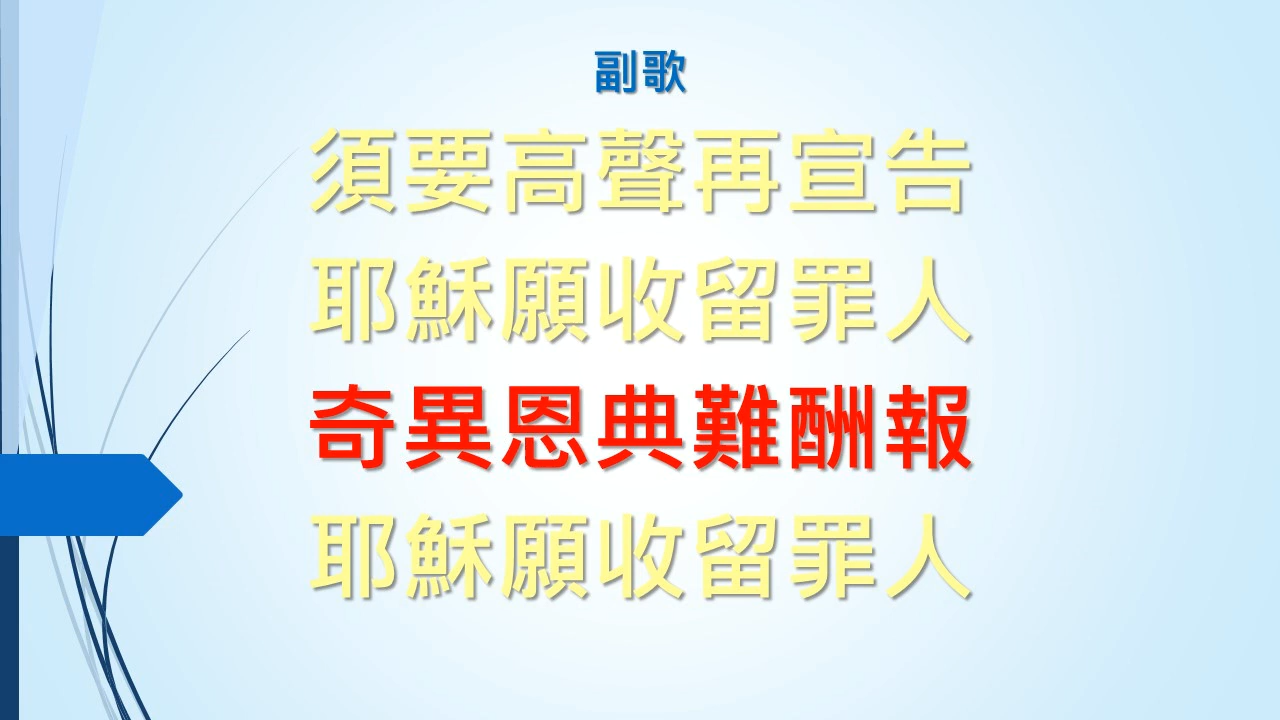 副歌
須要高聲再宣告
耶穌願收留罪人
奇異恩典難酬報
耶穌願收留罪人